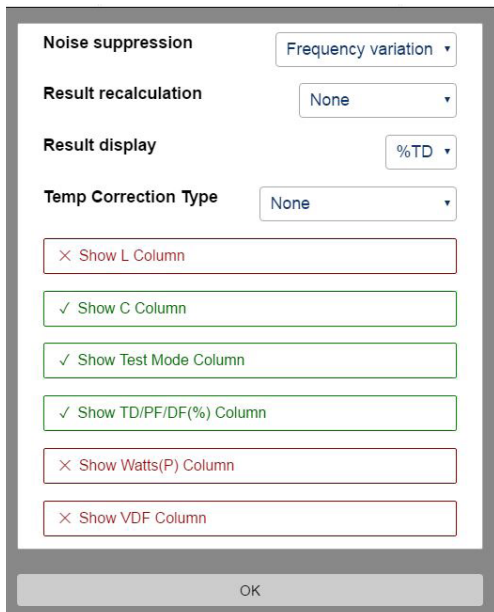 Noise suppression Frequency variation
Result recalculation None
Result display %TD
Temp Correction Type None
× Show L Column
✓ Show C Column
✓ Show Test Mode Column
✓ Show TD/PF/DF(%) Column
× Show Watts(P) Column
× Show VDF Column
OK